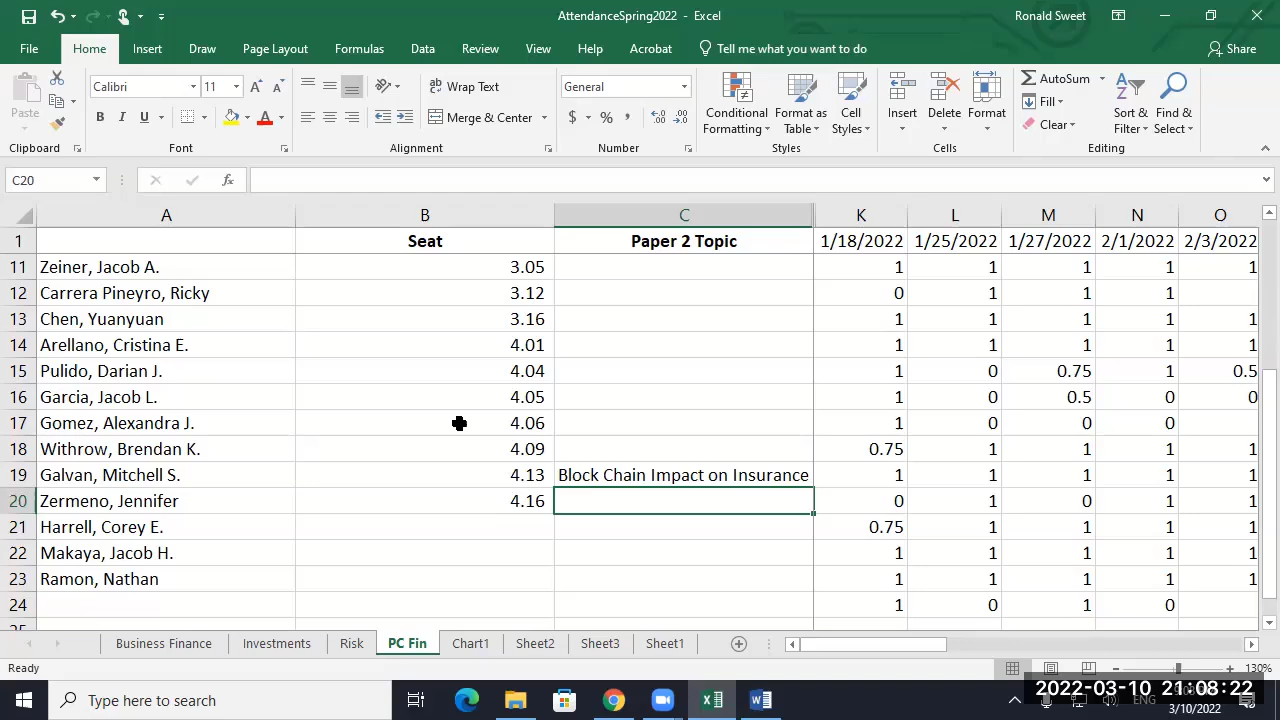 AttendanceSpring2022 - Excel
Ronald Sweet
File Home Insert Draw Page Layout Formulas Data Review View Help Acrobat Tell me what you want to do Share
Paste
Calibri 11
B I U A
Wrap Text
Merge & Center
General
$ % ,
Conditional Formatting
Format as Table
Cell Styles
Insert Delete Format
AutoSum
Fill
Clear
Sort & Filter
Find & Select
Clipboard Font Alignment Number Styles Cells Editing
C20 fx
A B C K L M N O
1 Seat Paper 2 Topic 1/18/2022 1/25/2022 1/27/2022 2/1/2022 2/3/2022
11 Zeiner, Jacob A. 3.05 1 1 1 1 1
12 Carrera Pineyro, Ricky 3.12 0 1 1 1
13 Chen, Yuanyuan 3.16 1 1 1 1 1
14 Arellano, Cristina E. 4.01 1 1 1 1 1
15 Pulido, Darian J. 4.04 1 0 0.75 1 0.5
16 Garcia, Jacob L. 4.05 1 0 0.5 0 0
17 Gomez, Alexandra J. 4.06 1 0 0 0
18 Withrow, Brendan K. 4.09 0.75 1 1 1 1
19 Galvan, Mitchell S. 4.13 Block Chain Impact on Insurance 1 1 1 1 1
20 Zermeno, Jennifer 4.16 0 1 0 1 1
21 Harrell, Corey E. 0.75 1 1 1 1
22 Makaya, Jacob H. 1 1 1 1 1
23 Ramon, Nathan 1 1 1 1 1
24 1 0 1 0
Business Finance Investments Risk PC Fin Chart1 Sheet2 Sheet3 Sheet1
Ready 130%
Type here to search
2022-03-10 21:08:22
3/10/2022